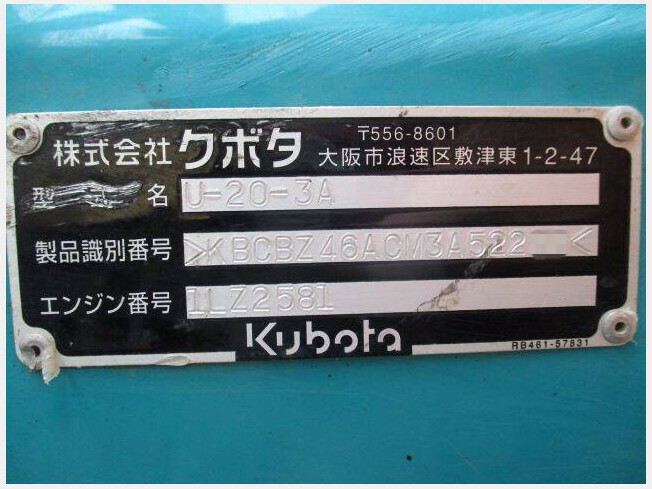 株式会社クボタ 〒556-8601
大阪市浪速区敷津東1-2-47
型 名 U-20-3A
製品識別番号 >KBCBZ46ACM3A522 <
エンジン番号 1LZ2581
Kubota
RB461-57831